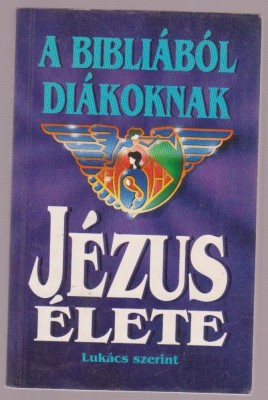 A BIBLIÁBÓL
DIÁKOKNAK
JÉZUS
ÉLETE
Lukács szerint